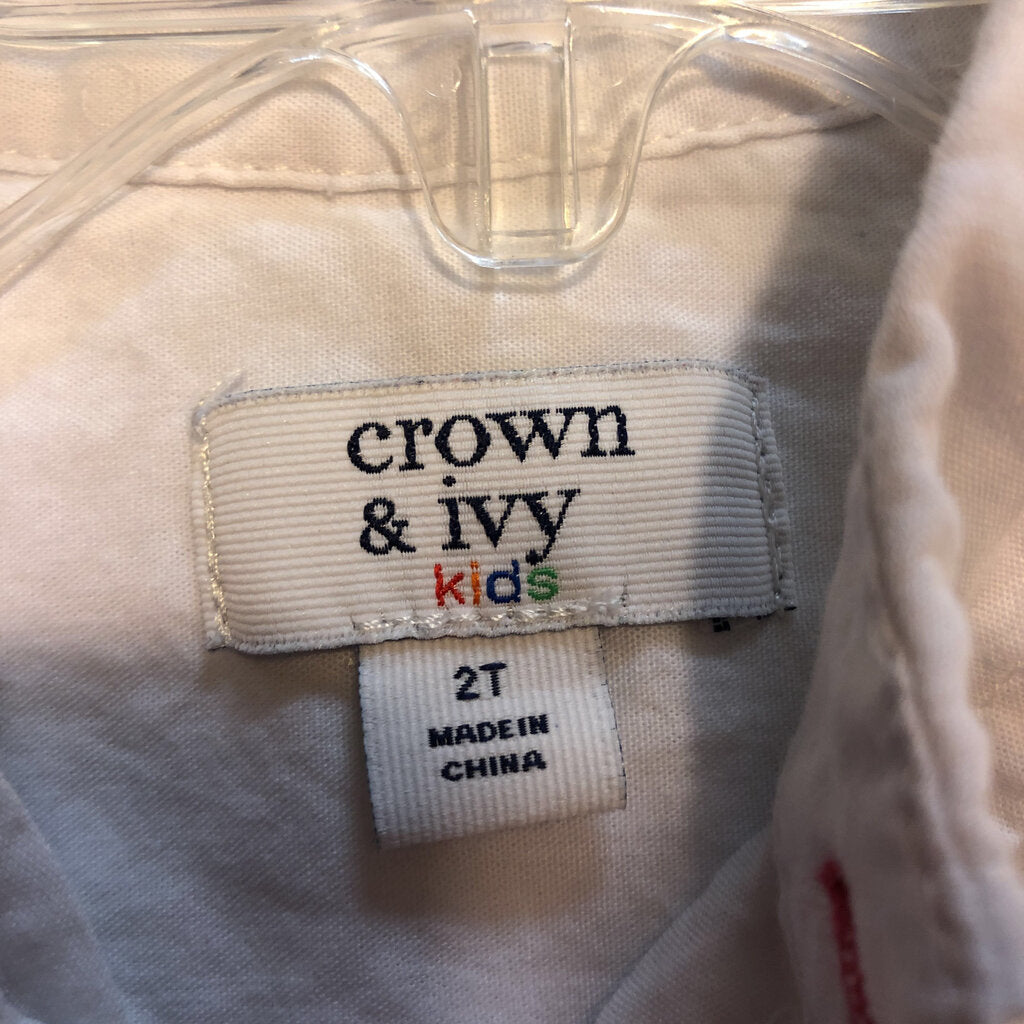 crown
& ivy
kids
2T
MADE IN
CHINA